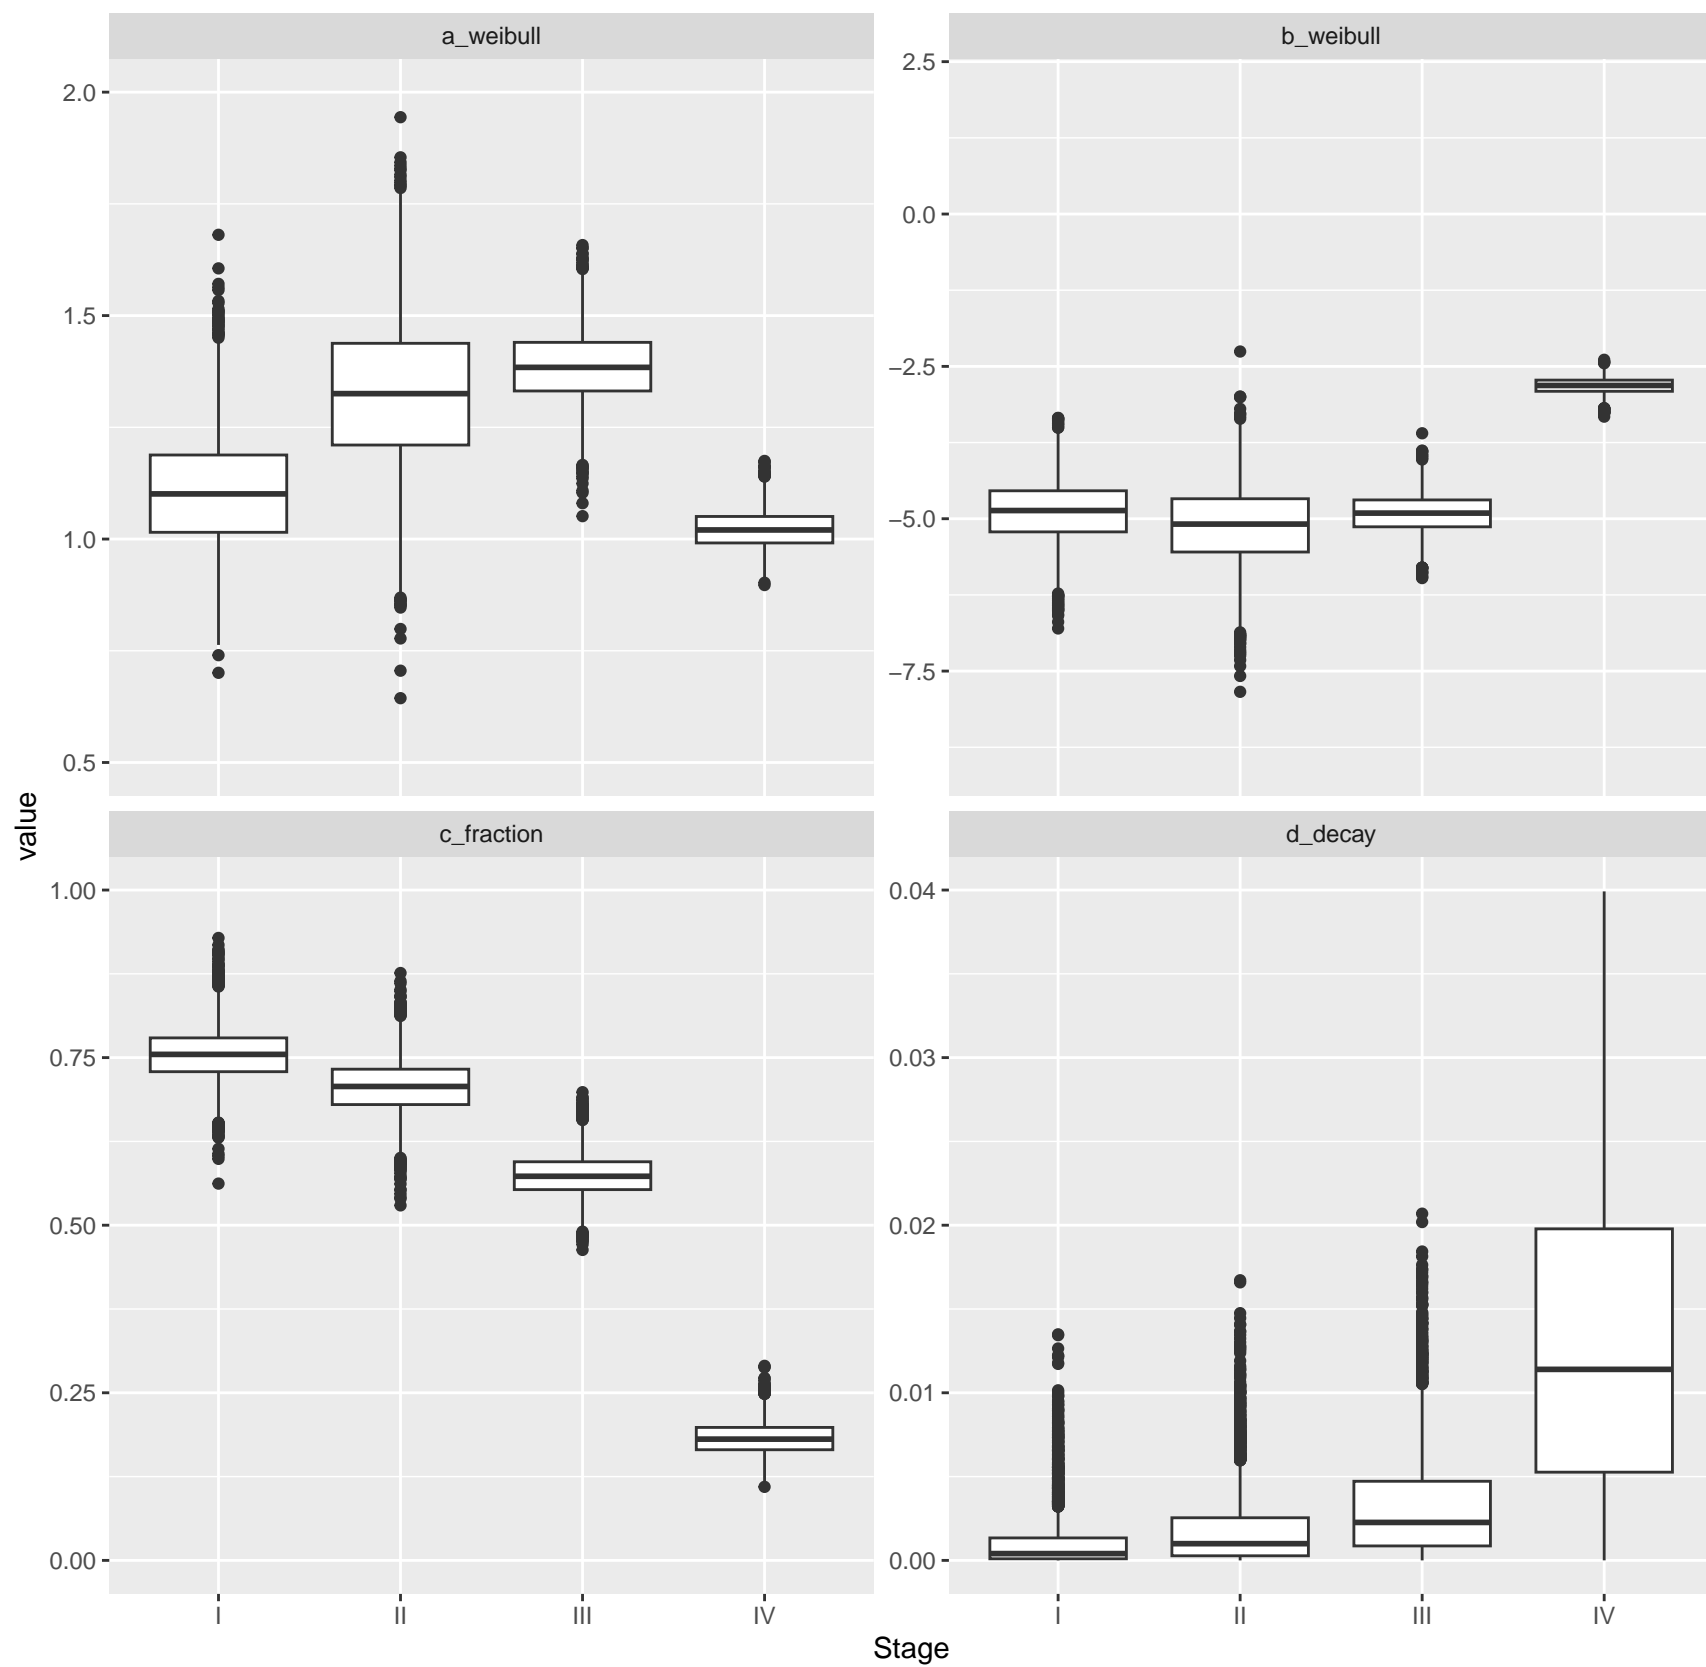 a_weibull
b_weibull
2.0
1.5
1.0
0.5
2.5
0.0
−2.5
−5.0
−7.5
value
c_fraction
d_decay
1.00
0.75
0.50
0.25
0.00
0.04
0.03
0.02
0.01
0.00
I II III IV
I II III IV
Stage